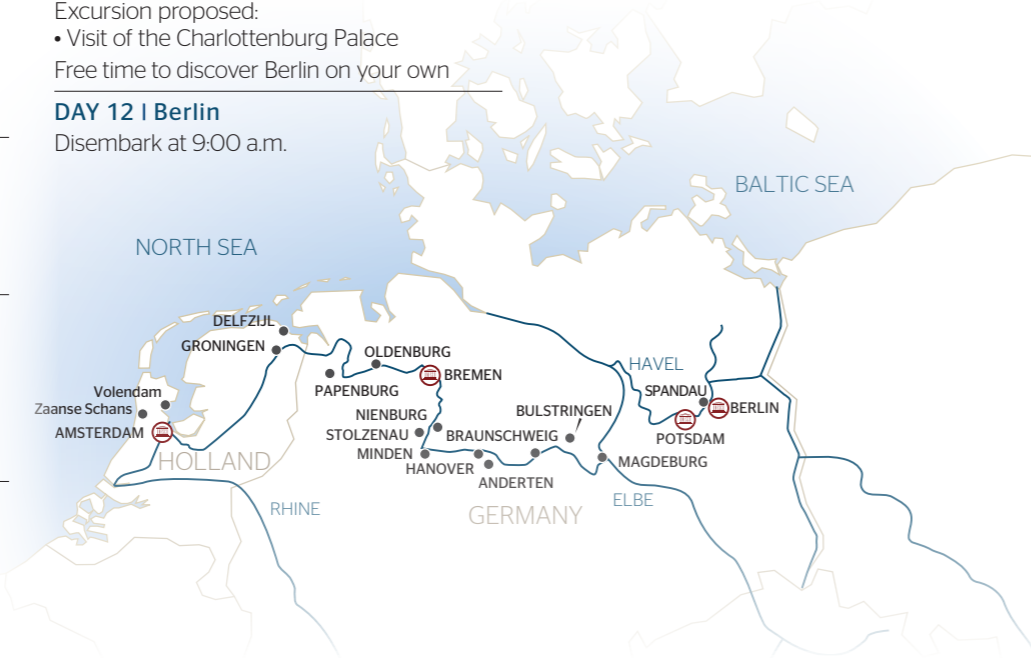 Excursion proposed:
• Visit of the Charlottenburg Palace
Free time to discover Berlin on your own
DAY 12 | Berlin
Disembark at 9:00 a.m.
BALTIC SEA
NORTH SEA
DELFZIJL
GRONINGEN
OLDENBURG
HAVEL
BREMEN
PAPENBURG
SPANDAU
Volendam
Zaanse Schans
BERLIN
NIENBURG
BULSTRINGEN
AMSTERDAM
STOLZENAU
BRAUNSCHWEIG
POTSDAM
MINDEN
HOLLAND
HANOVER
MAGDEBURG
ANDERTEN
ELBE
RHINE
GERMANY